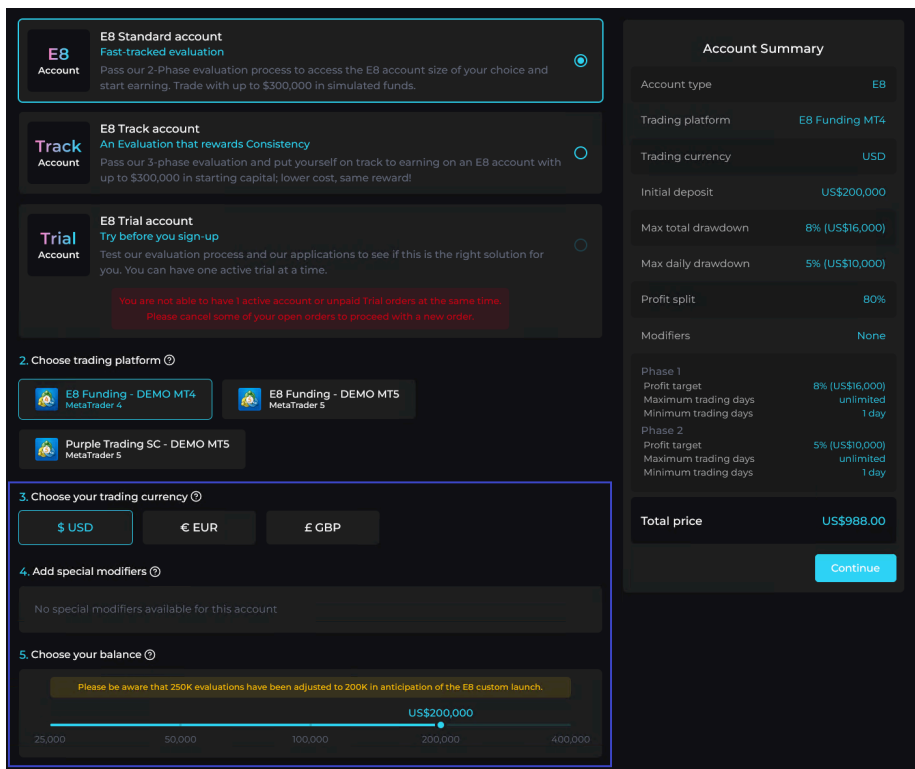 E8
Account
E8 Standard account
Fast-tracked evaluation
Pass our 2-Phase evaluation process to access the E8 account size of your choice and
start earning. Trade with up to $300,000 in simulated funds.
Track
Account
E8 Track account
An Evaluation that rewards Consistency
Pass our 3-phase evaluation and put yourself on track to earning on an E8 account with
up to $300,000 in starting capital; lower cost, same reward!
Trial
Account
E8 Trial account
Try before you sign-up
Test our evaluation process and our applications to see if this is the right solution for
you. You can have one active trial at a time.
You are not able to have 1 active account or unpaid Trial orders at the same time.
Please cancel some of your open orders to proceed with a new order.
2. Choose trading platform ?
E8 Funding - DEMO MT4
MetaTrader 4
E8 Funding - DEMO MT5
MetaTrader 5
Purple Trading SC - DEMO MT5
MetaTrader 5
3. Choose your trading currency ?
$ USD
€ EUR
£ GBP
4. Add special modifiers ?
No special modifiers available for this account
5. Choose your balance ?
Please be aware that 250K evaluations have been adjusted to 200K in anticipation of the E8 custom launch.
US$200,000
25,000 50,000 100,000 200,000 400,000
Account Summary
Account type E8
Trading platform E8 Funding MT4
Trading currency USD
Initial deposit US$200,000
Max total drawdown 8% (US$16,000)
Max daily drawdown 5% (US$10,000)
Profit split 80%
Modifiers None
Phase 1
Profit target 8% (US$16,000)
Maximum trading days unlimited
Minimum trading days 1 day
Phase 2
Profit target 5% (US$10,000)
Maximum trading days unlimited
Minimum trading days 1 day
Total price US$988.00
Continue